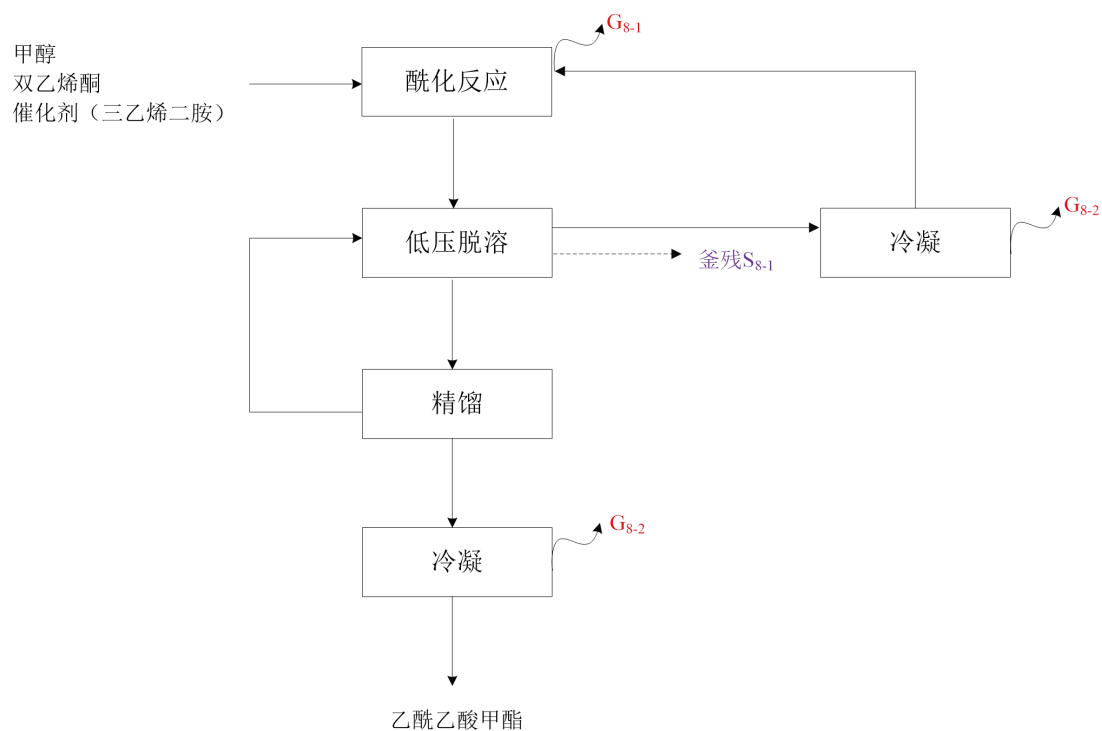 G8-1
甲醇
双乙烯酮
催化剂（三乙烯二胺）
酰化反应
G8-2
低压脱溶
冷凝
釜残S8-1
精馏
G8-2
冷凝
乙酰乙酸甲酯